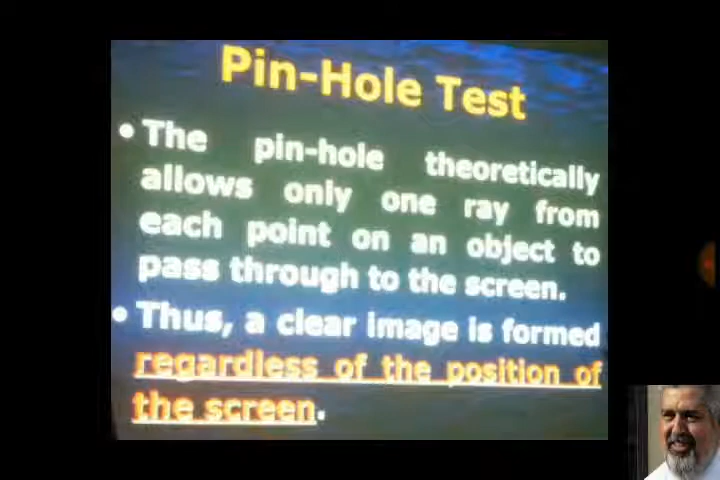 Pin-Hole Test
• The pin-hole theoretically
allows only one ray from
each point on an object to
pass through to the screen.
• Thus, a clear image is formed
regardless of the position of
the screen.